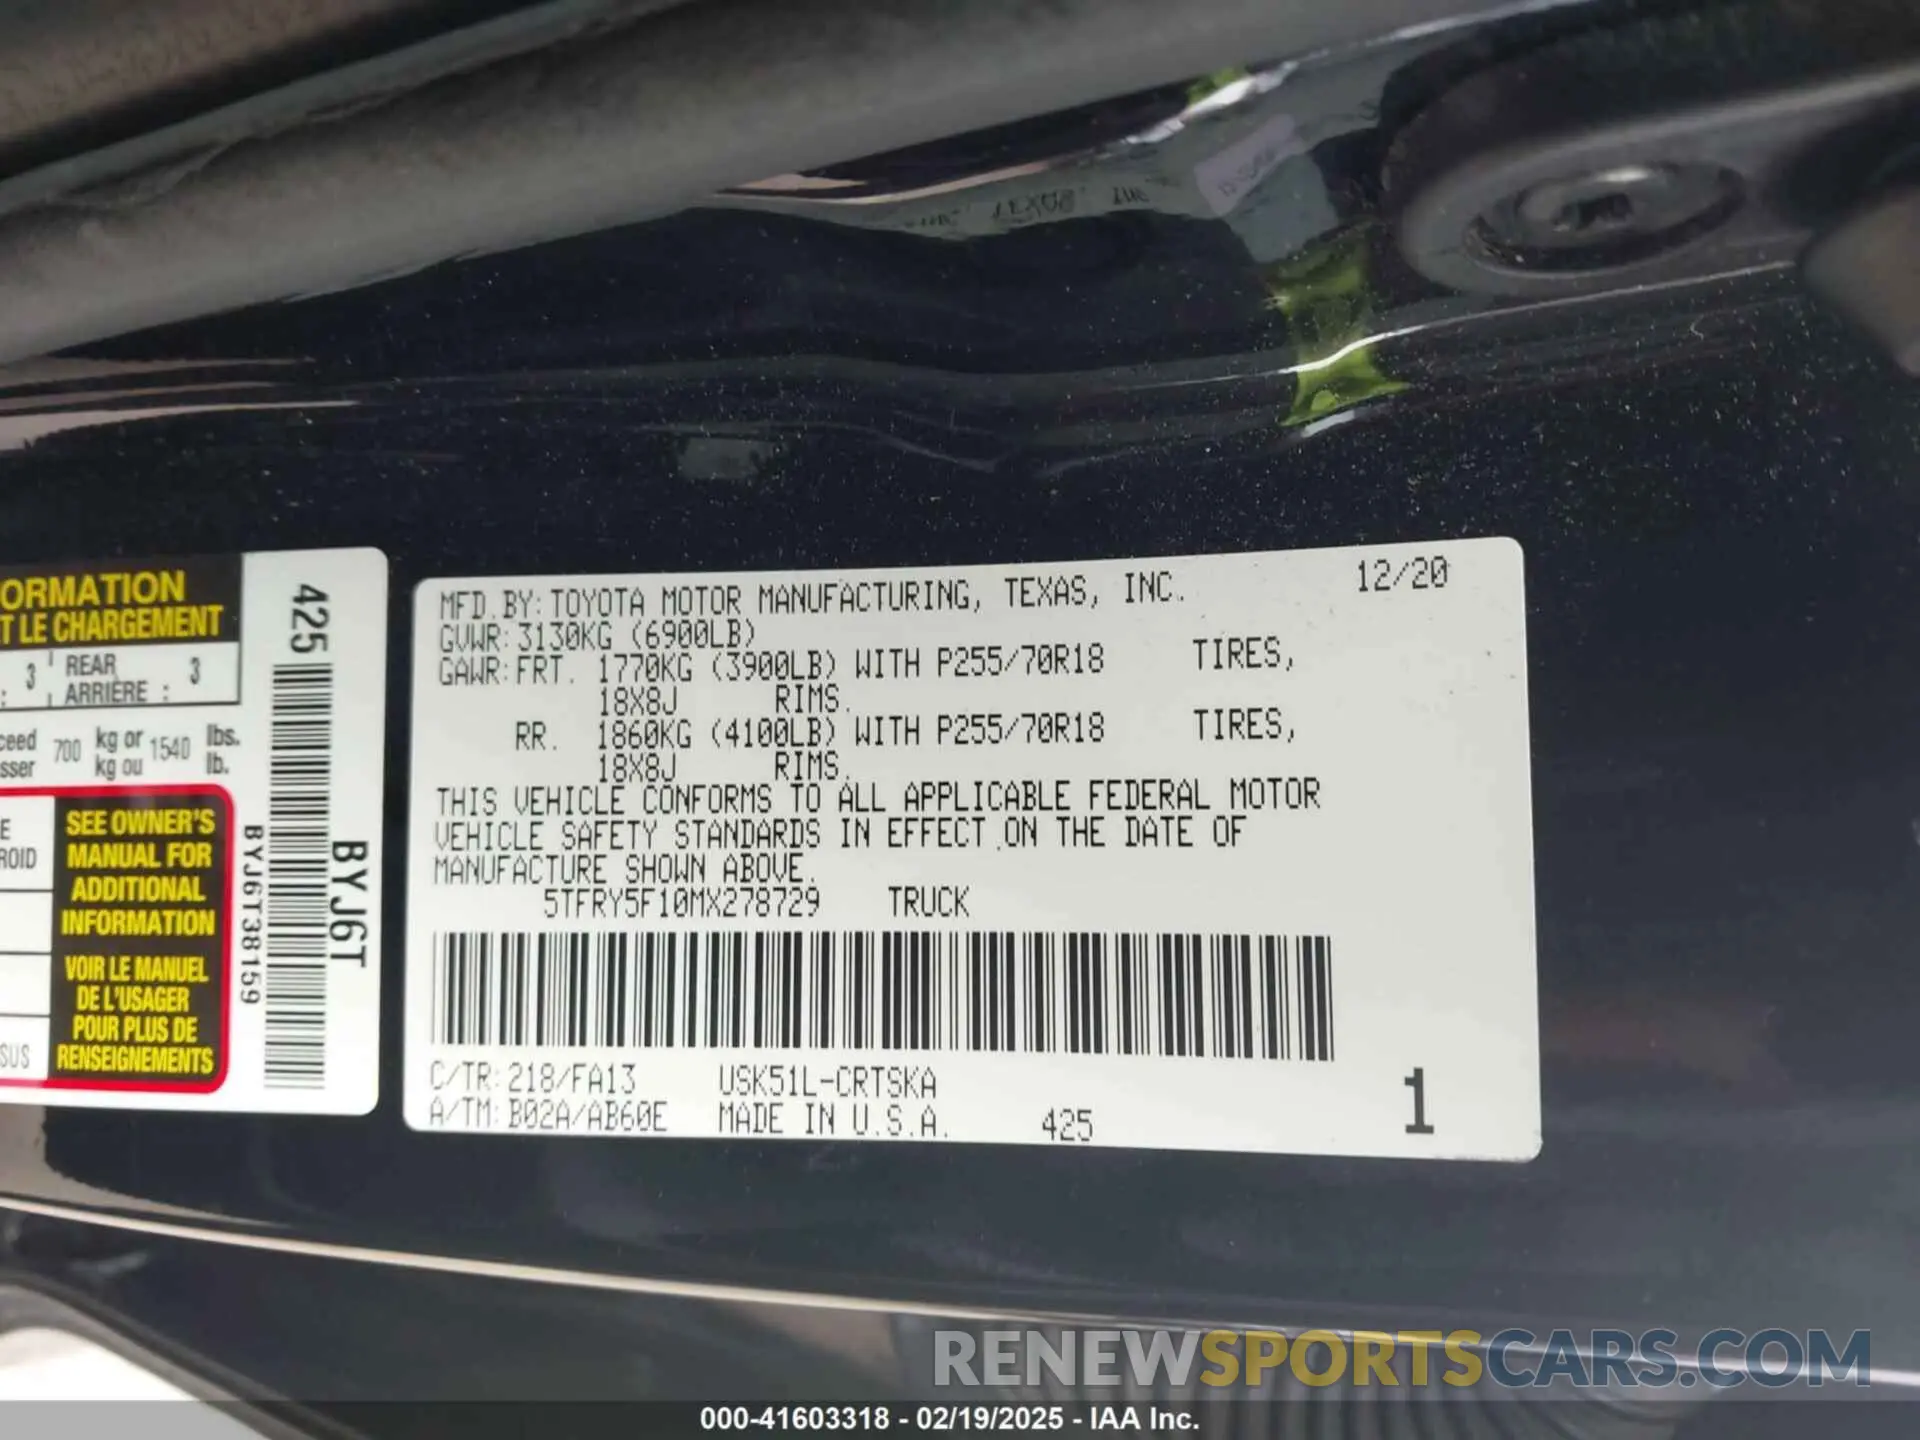 ORMATION
T LE CHARGEMENT
: 3 REAR 3
ARRIÈRE :
ceed 700 kg or 1540 lbs.
sser kg ou lb.
E
ROID
SUS
SEE OWNER'S
MANUAL FOR
ADDITIONAL
INFORMATION
VOIR LE MANUEL
DE L'USAGER
POUR PLUS DE
RENSEIGNEMENTS
425
BYJ6T38159
BYJ6T
MFD.BY:TOYOTA MOTOR MANUFACTURING, TEXAS, INC. 12/20
GVWR:3130KG (6900LB)
GAWR:FRT. 1770KG (3900LB) WITH P255/70R18 TIRES,
18X8J RIMS.
RR. 1860KG (4100LB) WITH P255/70R18 TIRES,
18X8J RIMS.
THIS VEHICLE CONFORMS TO ALL APPLICABLE FEDERAL MOTOR
VEHICLE SAFETY STANDARDS IN EFFECT ON THE DATE OF
MANUFACTURE SHOWN ABOVE.
5TFRY5F10MX278729 TRUCK
C/TR:218/FA13 USK51L-CRTSKA
A/TM:B02A/AB60E MADE IN U.S.A. 425
1
RENEWSPORTSCARS.COM
000-41603318 - 02/19/2025 - IAA Inc.